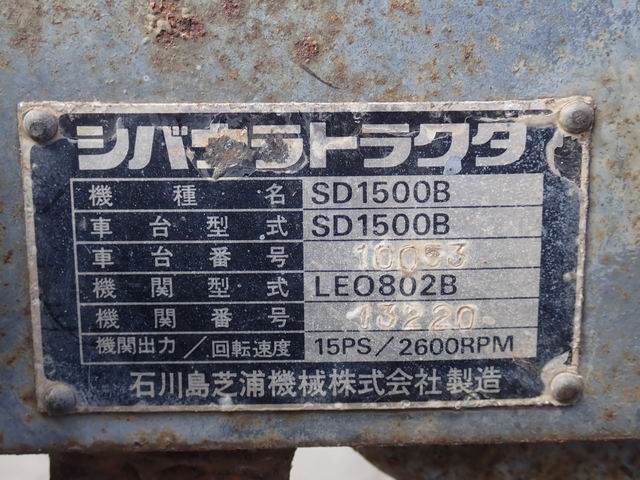 シバウラトラクタ
機種名 SD1500B
車台型式 SD1500B
車台番号 10053
機関型式 LEO802B
機関番号 13220
機関出力/回転速度 15PS/2600RPM
石川島芝浦機械株式会社製造